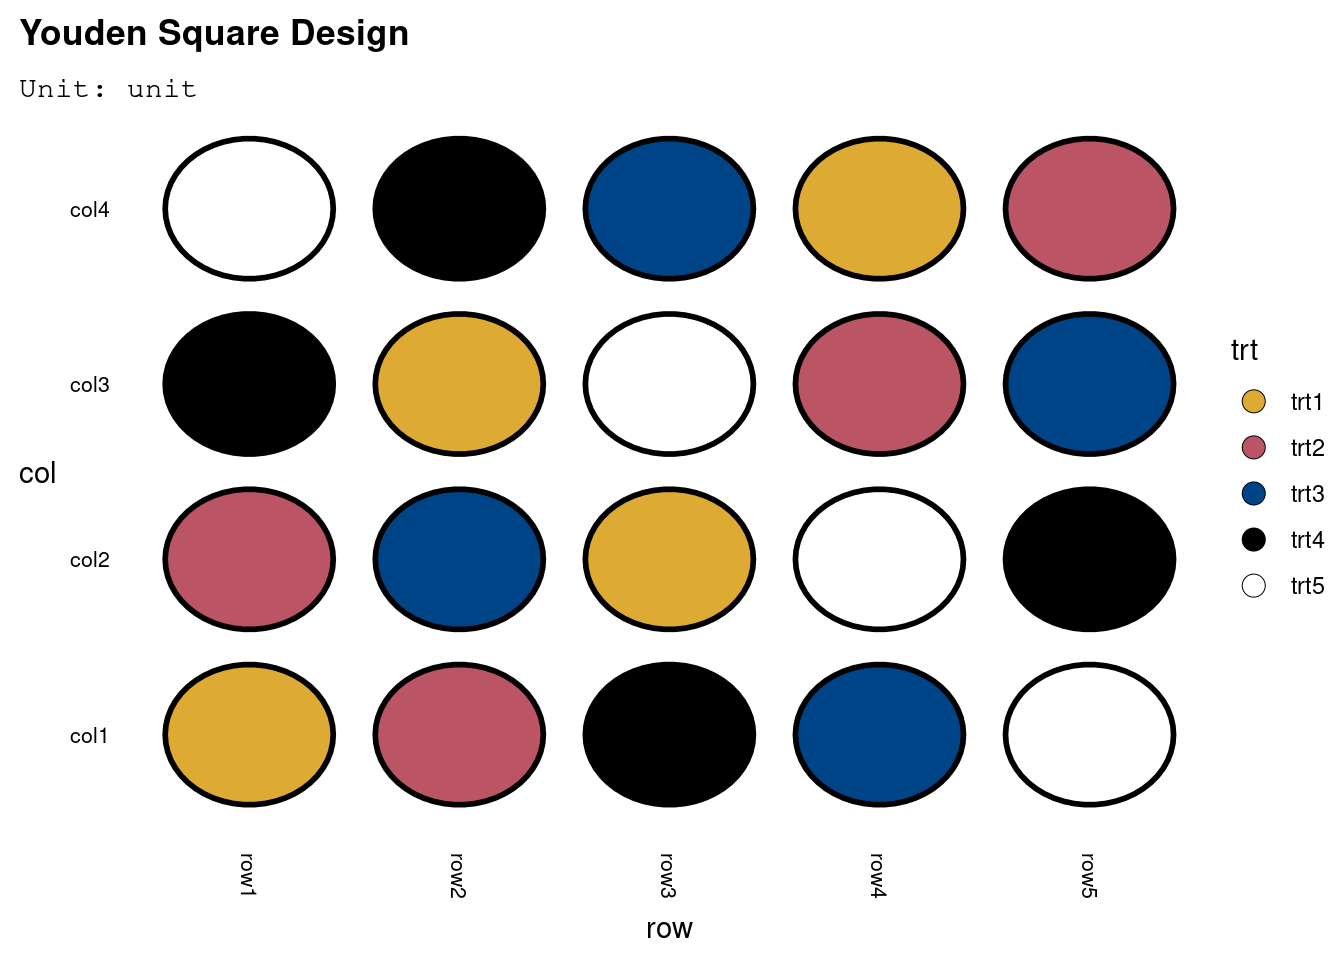 Youden Square Design
Unit: unit
col4
col3
col
col2
col1
row1 row2 row3 row4 row5
row
trt
trt1
trt2
trt3
trt4
trt5